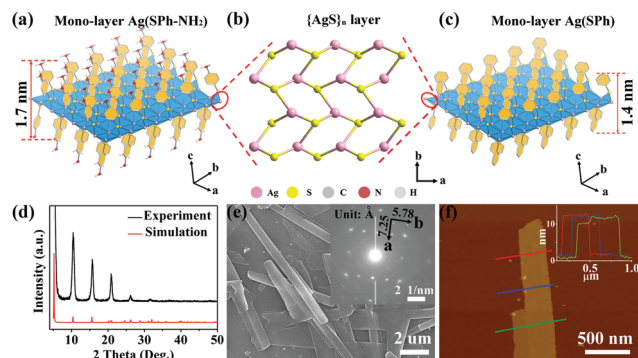 (a) Mono-layer Ag(SPh-NH₂)
1.7 nm
c
b
a
(b) {AgS}ₙ layer
b
a
Ag S C N H
(c) Mono-layer Ag(SPh)
1.4 nm
c
b
a
(d)
Experiment
Simulation
Intensity (a.u.)
10 20 30 40 50
2 Theta (Deg.)
(e) Unit: Å
5.78
b
7.25
a
2 1/nm
2 um
(f)
10
0
nm
0.5 1.0
μm
500 nm